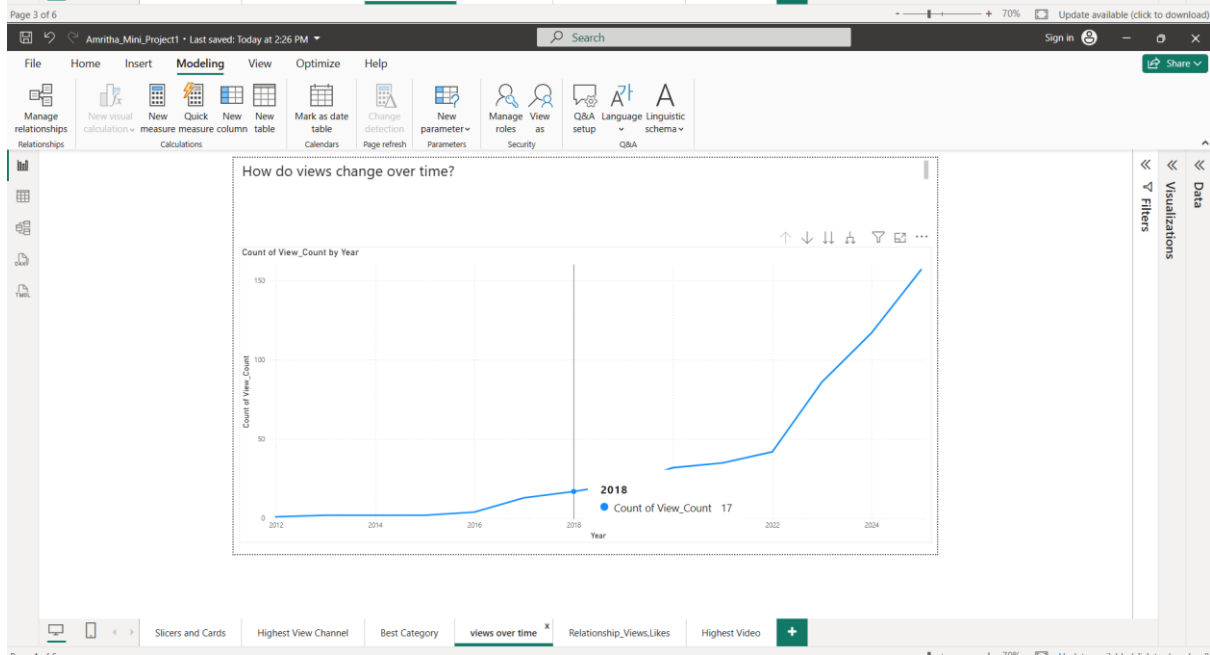 Page 3 of 6
70%
Update available (click to download)
Amritha_Mini_Project1 • Last saved: Today at 2:26 PM
Search
Sign in
File Home Insert Modeling View Optimize Help
Share
Manage relationships
New visual calculation
New measure
Quick measure
New column
New table
Mark as date table
Change detection
New parameter
Manage roles
View as
Q&A setup
Language
Linguistic schema
Relationships
Calculations
Calendars
Page refresh
Parameters
Security
Q&A
How do views change over time?
Filters
Visualizations
Data
Count of View_Count by Year
150
100
50
0
Count of View_Count
2018
Count of View_Count 17
2012 2014 2016 2018 2022 2024
Year
Slicers and Cards
Highest View Channel
Best Category
views over time
x
Relationship_Views,Likes
Highest Video
+